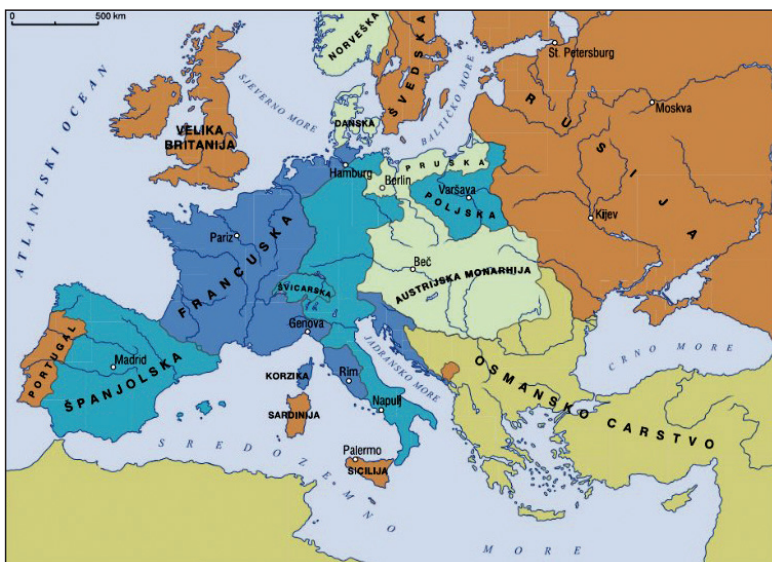 0 500 km
NORVEŠKA
ŠVEDSKA
St. Petersburg
Moskva
RUSIJA
ATLANTSKI OCEAN
SJEVERNO MORE
BALTIČKO MORE
VELIKA
BRITANIJA
DANSKA
Hamburg
PRUSKA
Berlin
Varšava
POLJSKA
Kijev
Pariz
FRANCUSKA
Beč
AUSTRIJSKA MONARHIJA
ŠVICARSKA
Genova
JADRANSKO MORE
CRNO MORE
PORTUGAL
Madrid
ŠPANJOLSKA
KORZIKA
Rim
OSMANSKO CARSTVO
SARDINIJA
Napulj
Palermo
SICILIJA
SREDOZEMNO
MORE